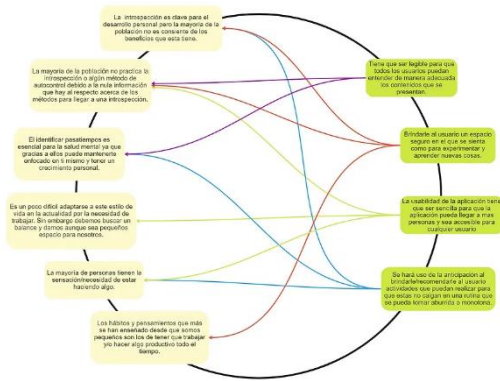 La introspección es clave para el
desarrollo personal pero la mayoría de la
población no es consiente de los
beneficios que esta tiene.
La mayoría de la población no practica la
introspección o algún método de
autocontrol debido a la nula información
que hay al respecto acerca de los
métodos para llegar a una introspección.
El identificar pasatiempos es
esencial para la salud mental ya que
gracias a ellos puede mantenerte
enfocado en ti mismo y tener un
crecimiento personal.
Es un poco difícil adaptarse a este estilo de
vida en la actualidad por la necesidad de
trabajar. Sin embargo debemos buscar un
balance y darnos aunque sea pequeños
espacio para nosotros.
La mayoría de personas tienen la
sensación/necesidad de estar
haciendo algo.
Los hábitos y pensamientos que más
se han enseñado desde que somos
pequeños son los de tener que trabajar
y/o hacer algo productivo todo el
tiempo.
Tiene que ser legible para que
todos los usuarios puedan
entender de manera adecuada
los contenidos que se
presentan.
Brindarle al usuario un espacio
seguro en el que se sienta
como para experimentar y
aprender nuevas cosas.
La usabilidad de la aplicación tiene
que ser sencilla para que la
aplicación pueda llegar a mas
personas y sea accesible para
cualquier usuario
Se hará uso de la anticipación al
brindarle/recomendarle al usuario
actividades que puedan realizar para
que estas no caigan en una rutina que
se pueda tornar aburrida o monótona.